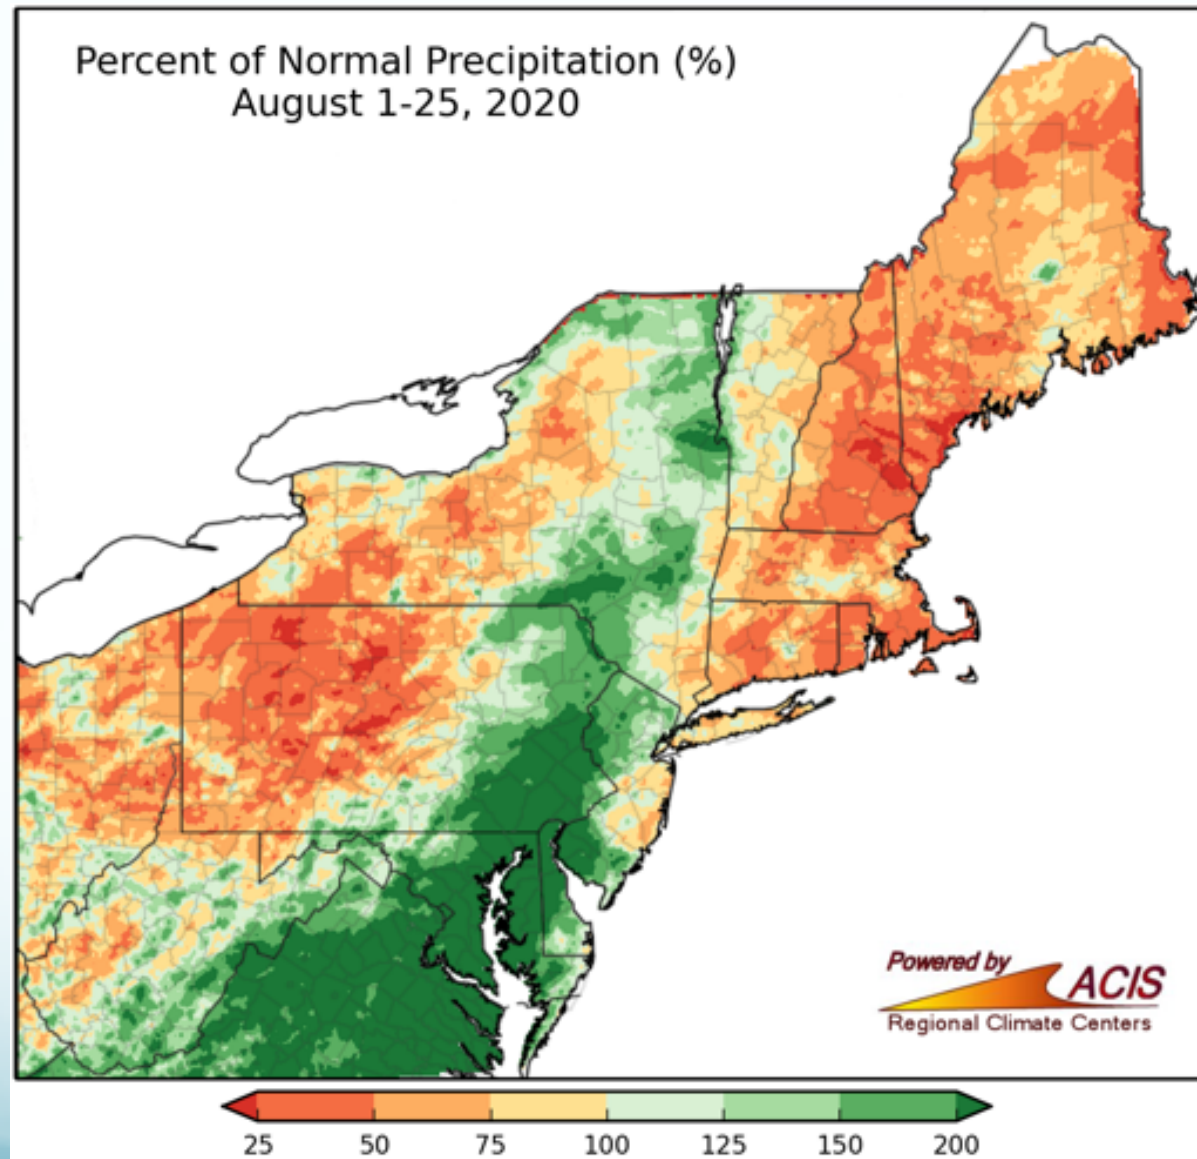 Percent of Normal Precipitation (%)
August 1-25, 2020
Powered by
ACIS
Regional Climate Centers
25 50 75 100 125 150 200